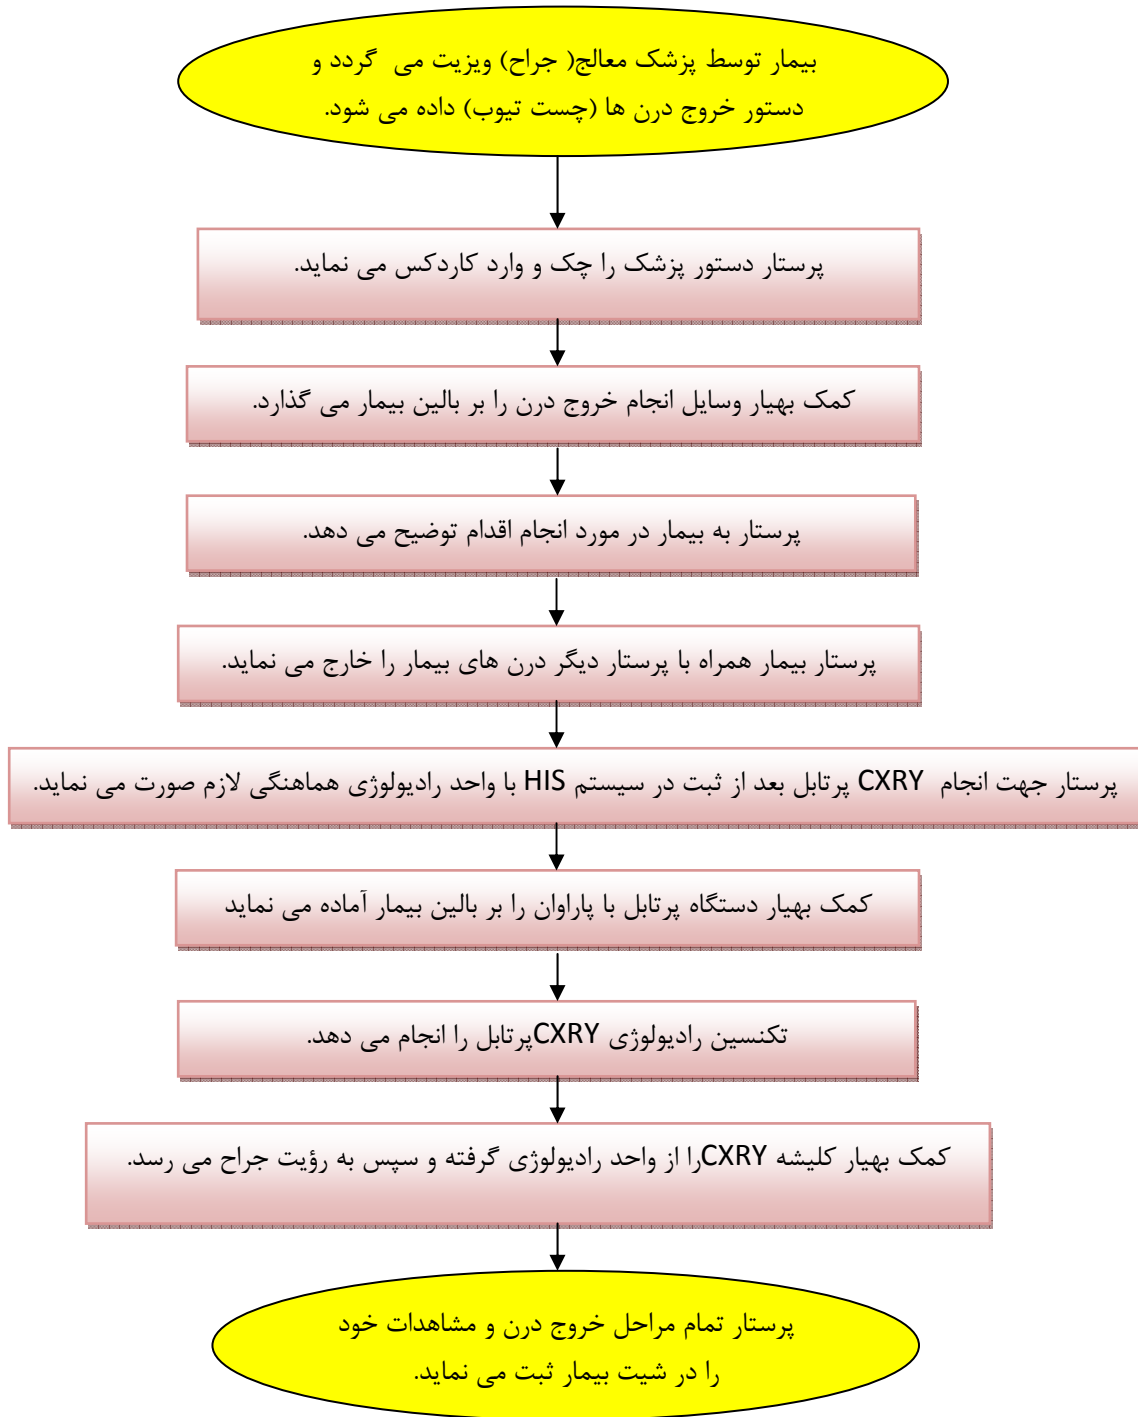 بیمار توسط پزشک معالج( جراح) ویزیت می گردد و
دستور خروج درن ها (چست تیوب) داده می شود.
پرستار دستور پزشک را چک و وارد کاردکس می نماید.
کمک بهیار وسایل انجام خروج درن را بر بالین بیمار می گذارد.
پرستار به بیمار در مورد انجام اقدام توضیح می دهد.
پرستار بیمار همراه با پرستار دیگر درن های بیمار را خارج می نماید.
پرستار جهت انجام CXRY پرتابل بعد از ثبت در سیستم HIS با واحد رادیولوژی هماهنگی لازم صورت می نماید.
کمک بهیار دستگاه پرتابل با پاراوان را بر بالین بیمار آماده می نماید
تکنسین رادیولوژی CXRYپرتابل را انجام می دهد.
کمک بهیار کلیشه CXRYرا از واحد رادیولوژی گرفته و سپس به رؤیت جراح می رسد.
پرستار تمام مراحل خروج درن و مشاهدات خود
را در شیت بیمار ثبت می نماید.